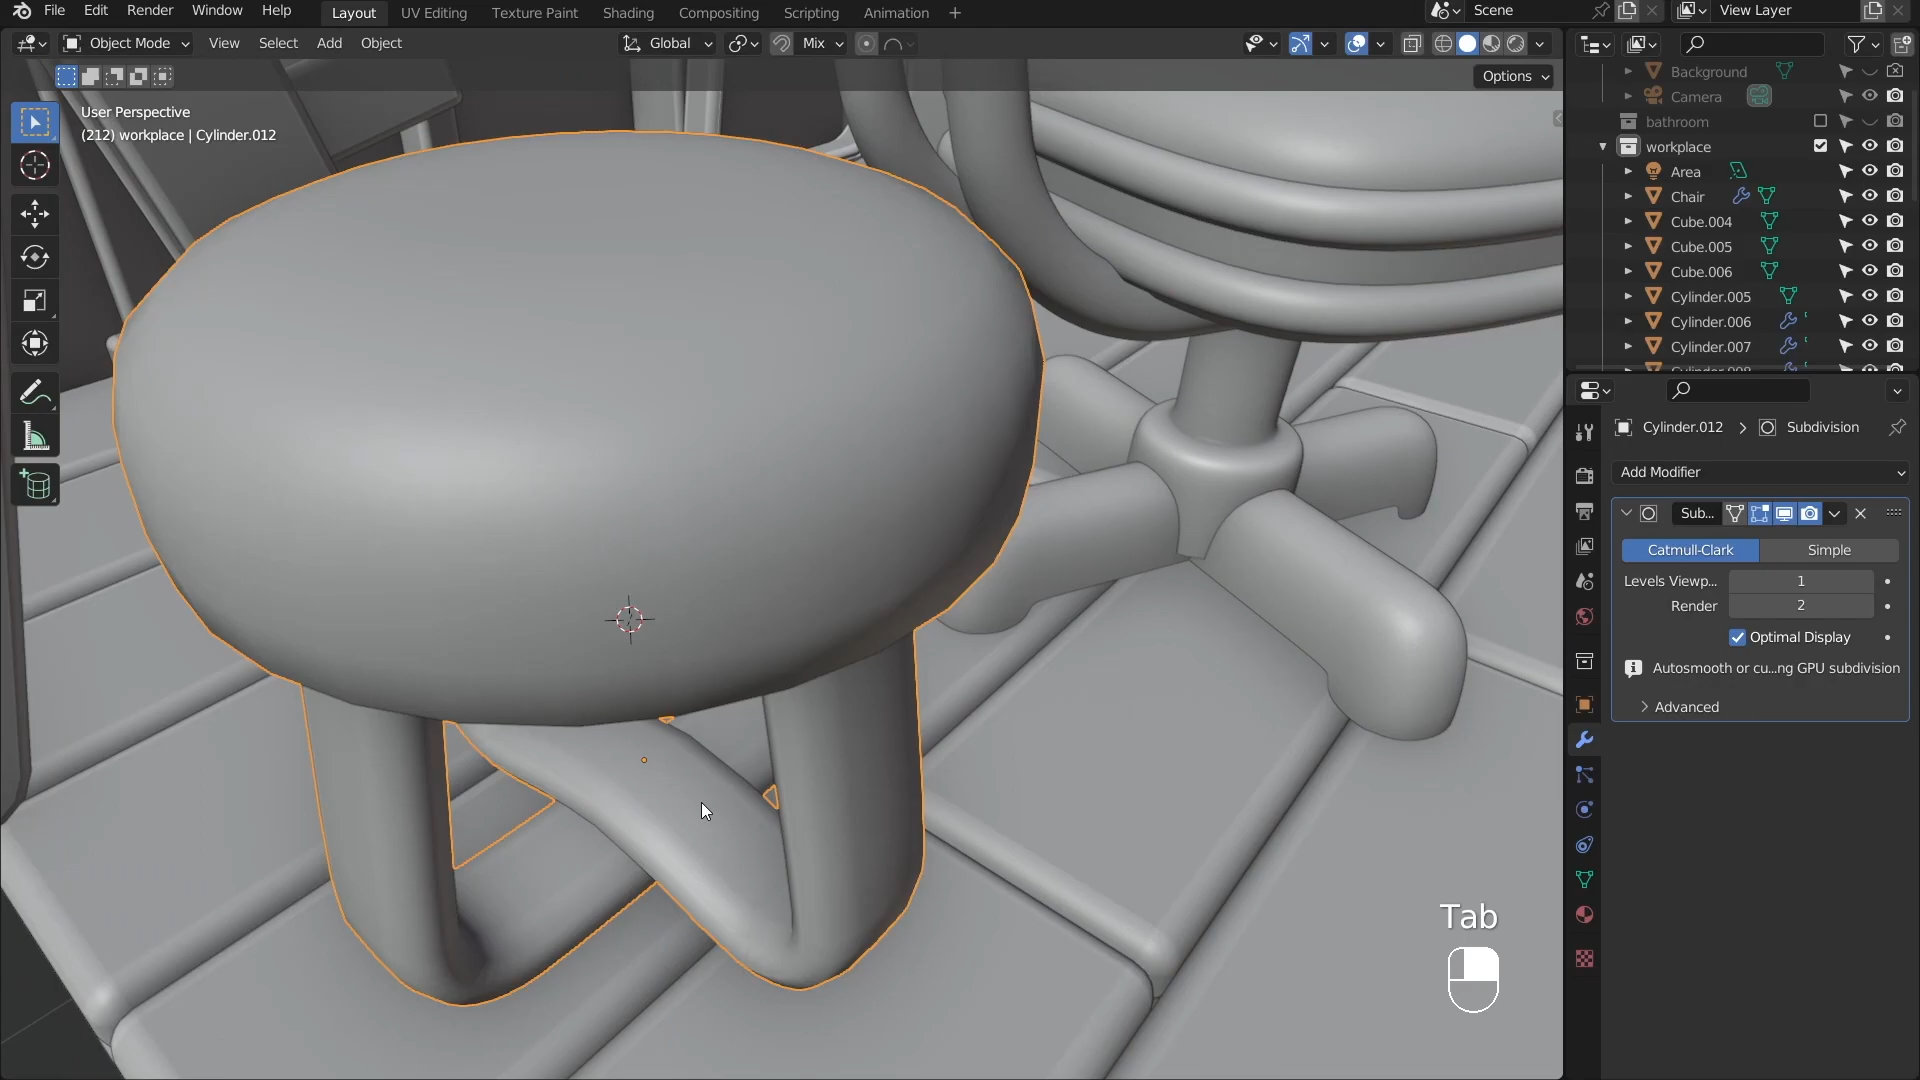 File Edit Render Window Help Layout UV Editing Texture Paint Shading Compositing Scripting Animation + Scene View Layer
Object Mode View Select Add Object Global Mix
Options
User Perspective
(212) workplace | Cylinder.012
Background
Camera
bathroom
workplace
Area
Chair
Cube.004
Cube.005
Cube.006
Cylinder.005
Cylinder.006
Cylinder.007
Cylinder.012 > Subdivision
Add Modifier
Sub...
Catmull-Clark Simple
Levels Viewp... 1
Render 2
Optimal Display
Autosmooth or cu...ng GPU subdivision
Advanced
Tab